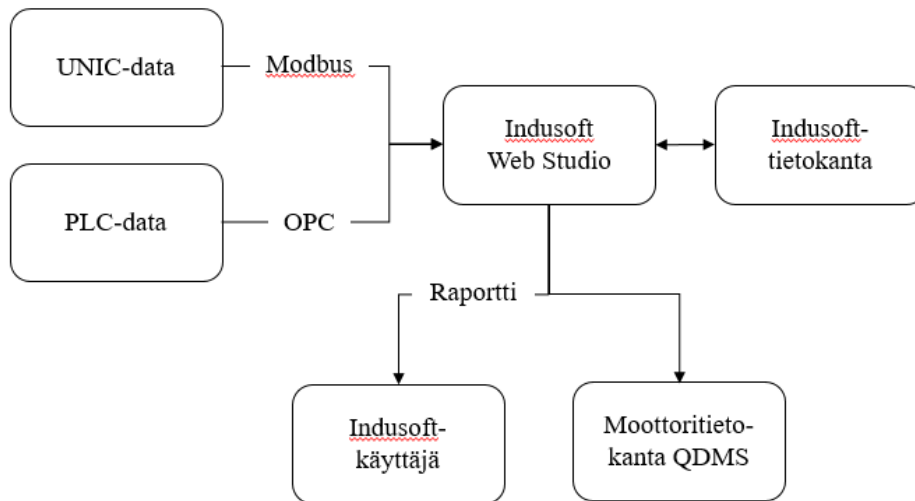 UNIC-data
Modbus
PLC-data
OPC
Indusoft
Web Studio
Indusoft-
tietokanta
Raportti
Indusoft-
käyttäjä
Moottoritieto-
kanta QDMS